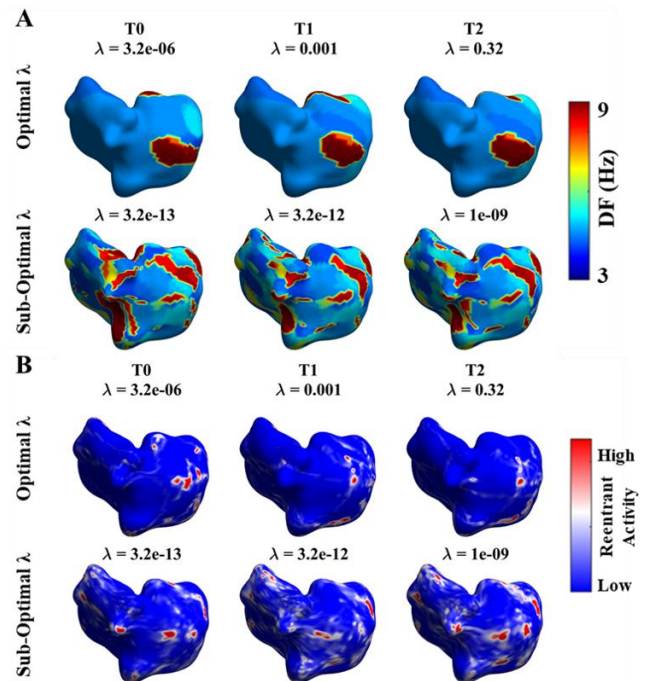 A
T0 T1 T2
λ = 3.2e-06 λ = 0.001 λ = 0.32
Optimal λ
9
DF (Hz)
3
λ = 3.2e-13 λ = 3.2e-12 λ = 1e-09
Sub-Optimal λ
B
T0 T1 T2
λ = 3.2e-06 λ = 0.001 λ = 0.32
Optimal λ
High
Reentrant
Activity
Low
λ = 3.2e-13 λ = 3.2e-12 λ = 1e-09
Sub-Optimal λ